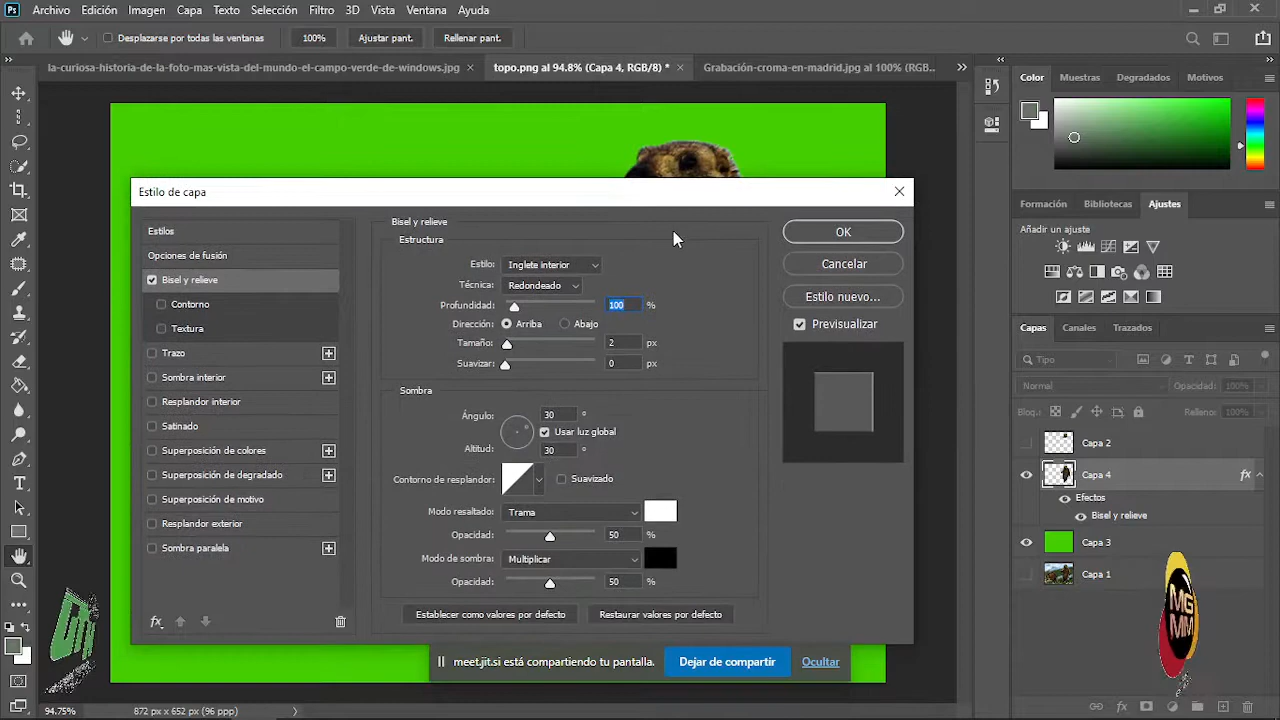 Ps Archivo Edición Imagen Capa Texto Selección Filtro 3D Vista Ventana Ayuda
Desplazarse por todas las ventanas 100% Ajustar pant. Rellenar pant.
la-curiosa-historia-de-la-foto-mas-vista-del-mundo-el-campo-verde-de-windows.jpg × topo.png al 94.8% (Capa 4, RGB/8) * × Grabación-croma-en-madrid.jpg al 100% (RGB..
Color Muestras Degradados Motivos
Formación Bibliotecas Ajustes
Añadir un ajuste
Capas Canales Trazados
Tipo
Normal Opacidad: 100%
Bloq.: Relleno: 100%
Capa 2
Capa 4 fx
Efectos
Bisel y relieve
Capa 3
Capa 1
Estilo de capa
Estilos
Opciones de fusión
Bisel y relieve
Contorno
Textura
Trazo
Sombra interior
Resplandor interior
Satinado
Superposición de colores
Superposición de degradado
Superposición de motivo
Resplandor exterior
Sombra paralela
fx
Bisel y relieve
Estructura
Estilo: Inglete interior
Técnica: Redondeado
Profundidad: 100 %
Dirección: Arriba Abajo
Tamaño: 2 px
Suavizar: 0 px
Sombra
Ángulo: 30 °
Usar luz global
Altitud: 30 °
Contorno de resplandor: Suavizado
Modo resaltado: Trama
Opacidad: 50 %
Modo de sombra: Multiplicar
Opacidad: 50 %
Establecer como valores por defecto Restaurar valores por defecto
OK
Cancelar
Estilo nuevo...
Previsualizar
meet.jit.si está compartiendo tu pantalla. Dejar de compartir Ocultar
MG
MM
94.75% 872 px x 652 px (96 ppp)
fx